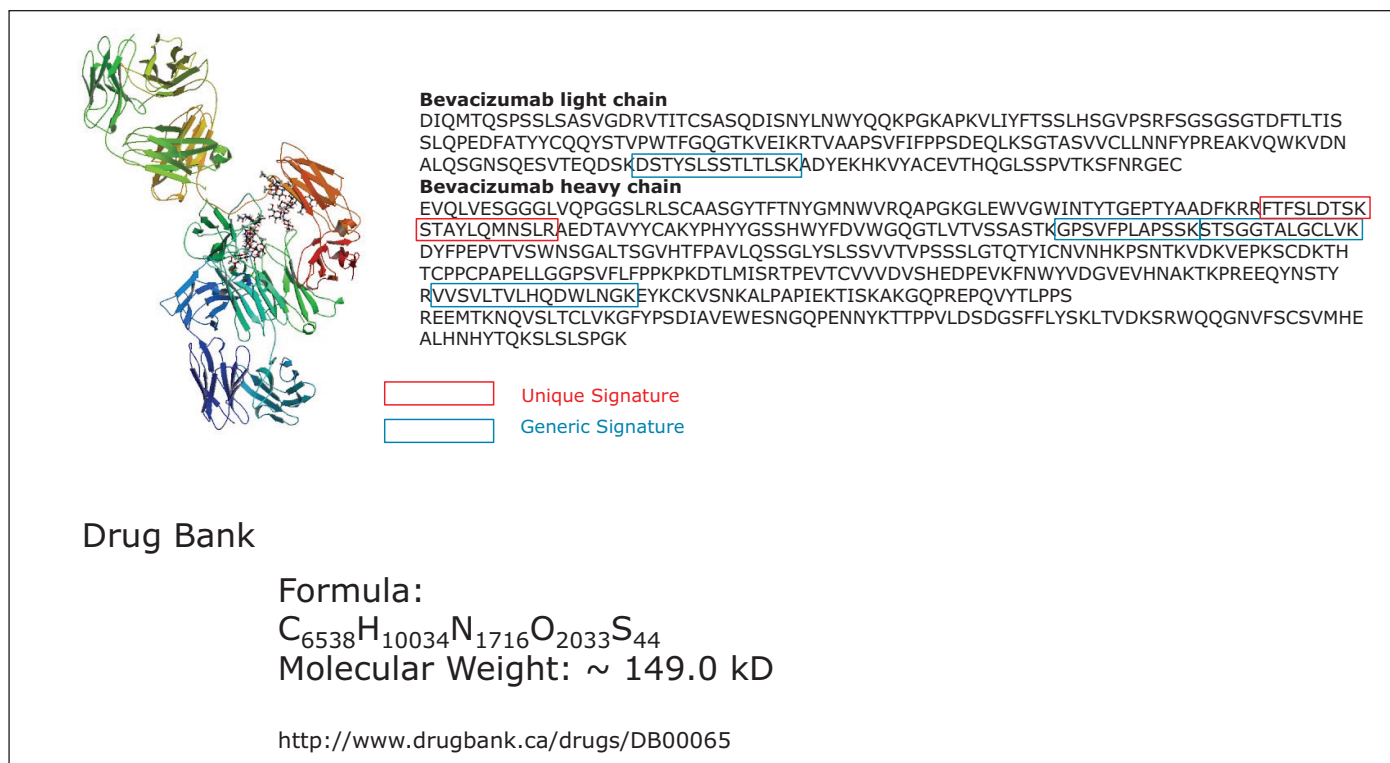 Bevacizumab light chain
DIQMTQSPSSLSASVGDRVTITCSASQDISNYLNWYQQKPGKAPKVLIYFTSSLHSGVPSRFSGSGSGTDFTLTIS
SLQPEDFATYYCQQYSTVPWTFGQGTKVEIKRTVAAPSVFIFPPSDEQLKSGTASVVCLLNNFYPREAKVQWKVDN
ALQSGNSQESVTEQDSKDSTYSLSSTLTLSKADYEKHKVYACEVTHQGLSSPVTKSFNRGEC
Bevacizumab heavy chain
EVQLVESGGGLVQPGGSLRLSCAASGYTFTNYGMNWVRQAPGKGLEWVGWINTYTGEPTYAADFKRRFTFSLDTSK
STAYLQMNSLRAEDTAVYYCAKYPHYYGSSHWYFDVWGQGTLVTVSSASTKGPSVFPLAPSSKSTSGGTALGCLVK
DYFPEPVTVSWNSGALTSGVHTFPAVLQSSGLYSLSSVVTVPSSSLGTQTYICNVNHKPSNTKVDKVEPKSCDKTH
TCPPCPAPELLGGPSVFLFPPKPKDTLMISRTPEVTCVVVDVSHEDPEVKFNWYVDGVEVHNAKTKPREEQYNSTY
RVVSVLTVLHQDWLNGKEYKCKVSNKALPAPIEKTISKAKGQPREPQVYTLPPS
REEMTKNQVSLTCLVKGFYPSDIAVEWESNGQPENNYKTTPPVLDSDGSFFLYSKLTVDKSRWQQGNVFSCSVMHE
ALHNHYTQKSLSLSPGK
Unique Signature
Generic Signature
Drug Bank
Formula:
C6538H10034N1716O2033S44
Molecular Weight: ~ 149.0 kD
http://www.drugbank.ca/drugs/DB00065